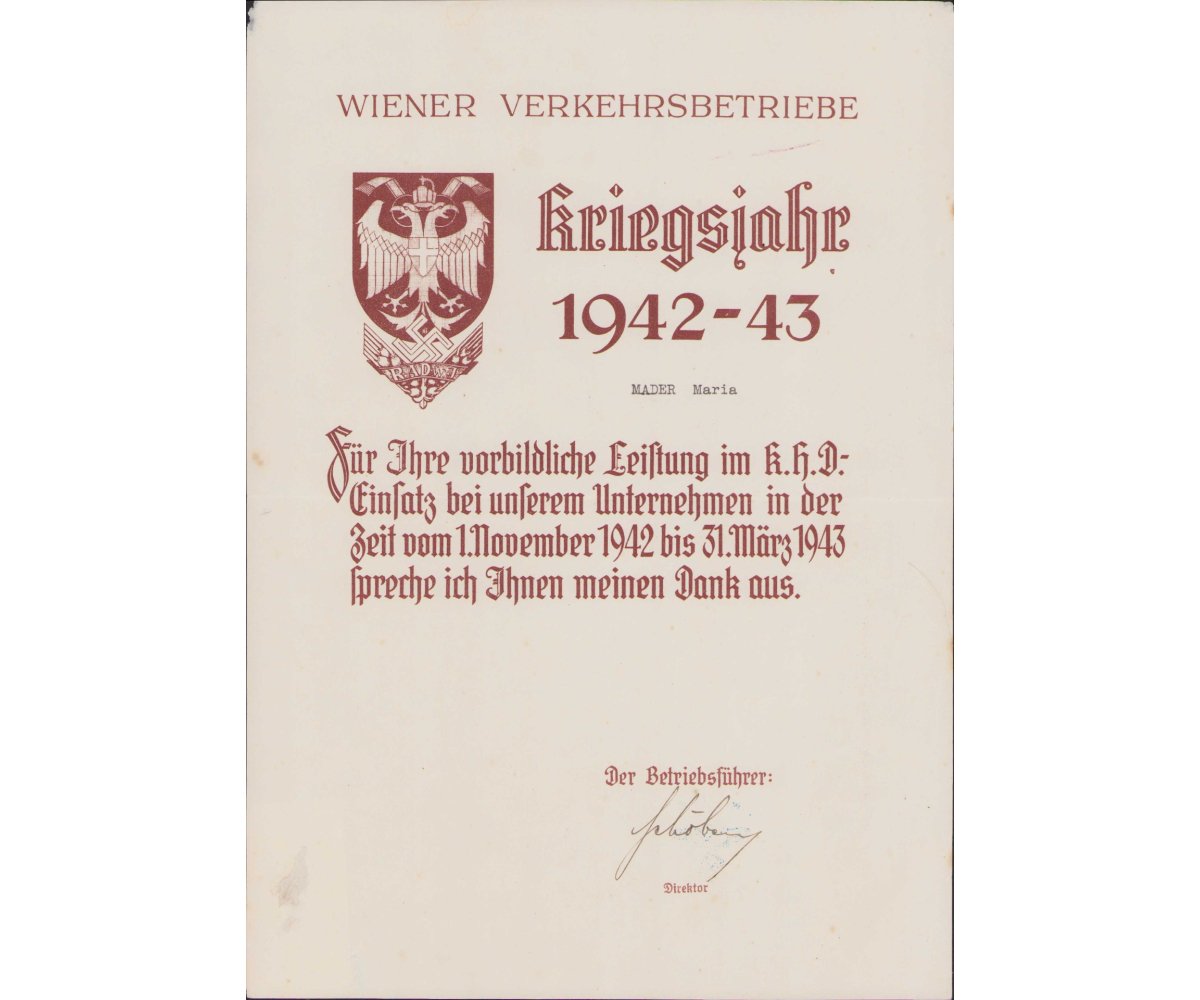 WIENER VERKEHRSBETRIEBE
Kriegsjahr
1942-43
MADER Maria
Für Ihre vorbildliche Leiſtung im K.H.D.-
Einſatz bei unſerem Unternehmen in der
Zeit vom 1. November 1942 bis 31. März 1943
ſpreche ich Ihnen meinen Dank aus.
Der Betriebsführer:
Direktor